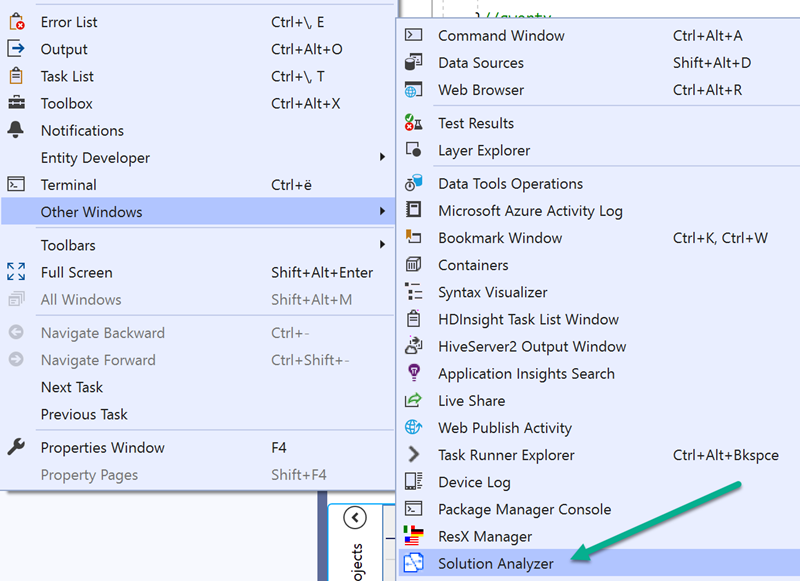 Error List Ctrl+\, E
Output Ctrl+Alt+O
Task List Ctrl+\, T
Toolbox Ctrl+Alt+X
Notifications
Entity Developer
Terminal Ctrl+ë
Other Windows
Toolbars
Full Screen Shift+Alt+Enter
All Windows Shift+Alt+M
Navigate Backward Ctrl+-
Navigate Forward Ctrl+Shift+-
Next Task
Previous Task
Properties Window F4
Property Pages Shift+F4
Command Window Ctrl+Alt+A
Data Sources Shift+Alt+D
Web Browser Ctrl+Alt+R
Test Results
Layer Explorer
Data Tools Operations
Microsoft Azure Activity Log
Bookmark Window Ctrl+K, Ctrl+W
Containers
Syntax Visualizer
HDInsight Task List Window
HiveServer2 Output Window
Application Insights Search
Live Share
Web Publish Activity
Task Runner Explorer Ctrl+Alt+Bkspce
Device Log
Package Manager Console
ResX Manager
Solution Analyzer